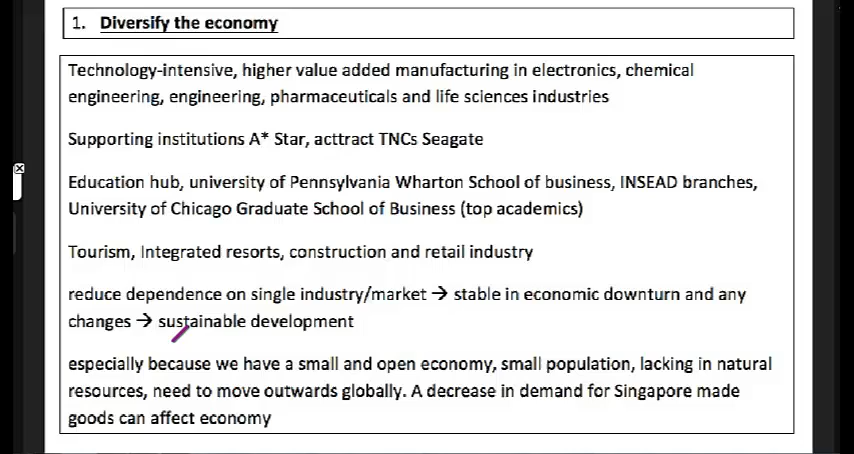 1. Diversify the economy
Technology-intensive, higher value added manufacturing in electronics, chemical
engineering, engineering, pharmaceuticals and life sciences industries
Supporting institutions A* Star, acttract TNCs Seagate
Education hub, university of Pennsylvania Wharton School of business, INSEAD branches,
University of Chicago Graduate School of Business (top academics)
Tourism, Integrated resorts, construction and retail industry
reduce dependence on single industry/market → stable in economic downturn and any
changes → sustainable development
especially because we have a small and open economy, small population, lacking in natural
resources, need to move outwards globally. A decrease in demand for Singapore made
goods can affect economy